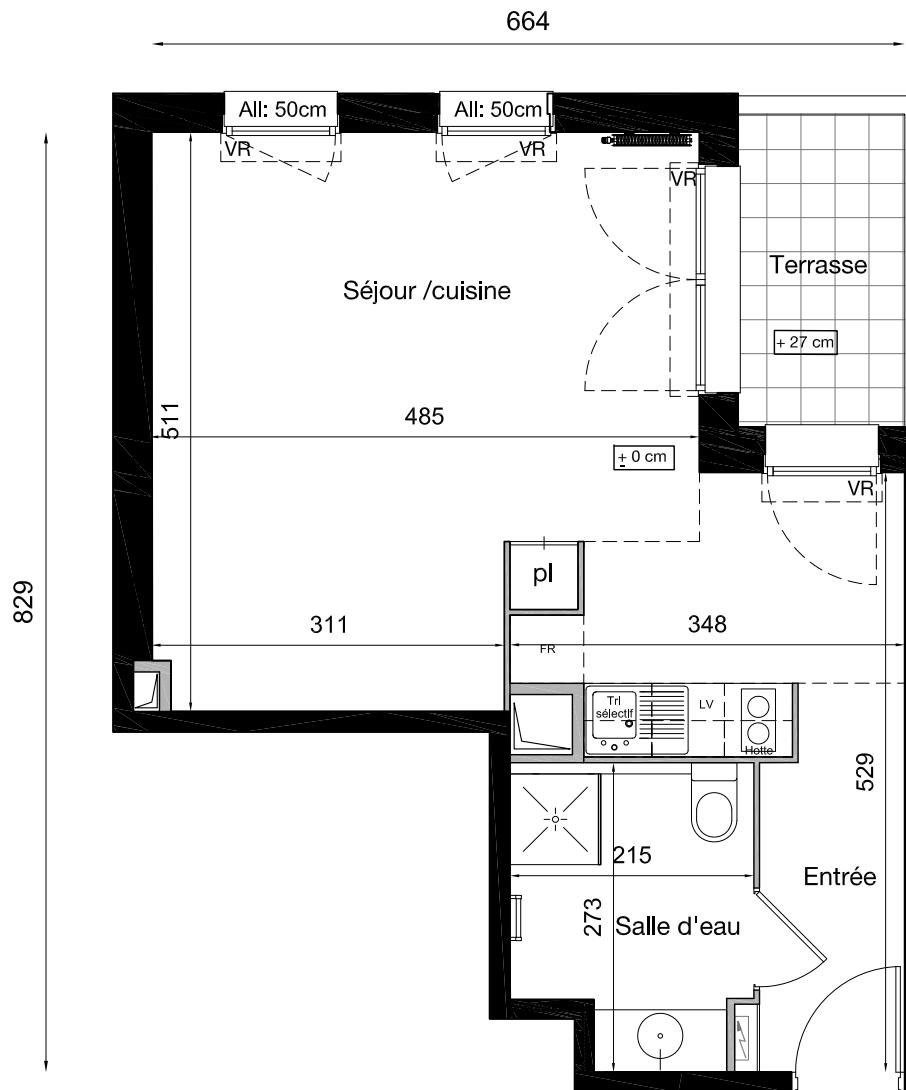 664
All: 50cm
All: 50cm
VR
VR
VR
Séjour /cuisine
Terrasse
+ 27 cm
511
485
± 0 cm
VR
829
pl
311
348
FR
Tri
sélectif
LV
Hotte
529
215
Entrée
273
Salle d'eau